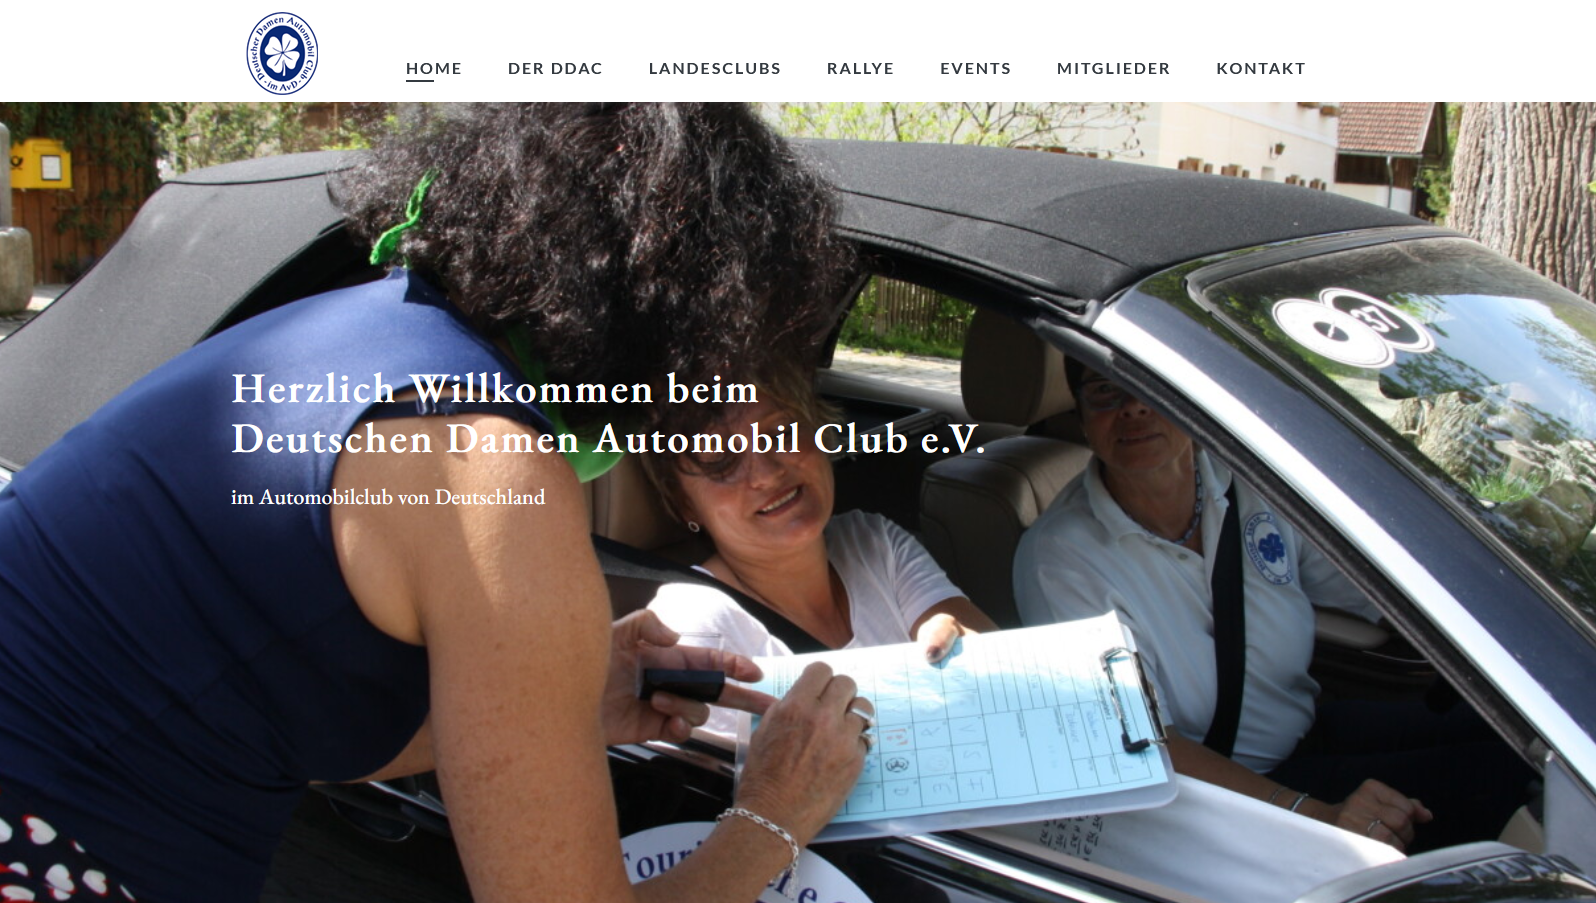 Deutscher Damen Automobil Club
im AvD
HOME DER DDAC LANDESCLUBS RALLYE EVENTS MITGLIEDER KONTAKT
37
Herzlich Willkommen beim
Deutschen Damen Automobil Club e.V.
im Automobilclub von Deutschland